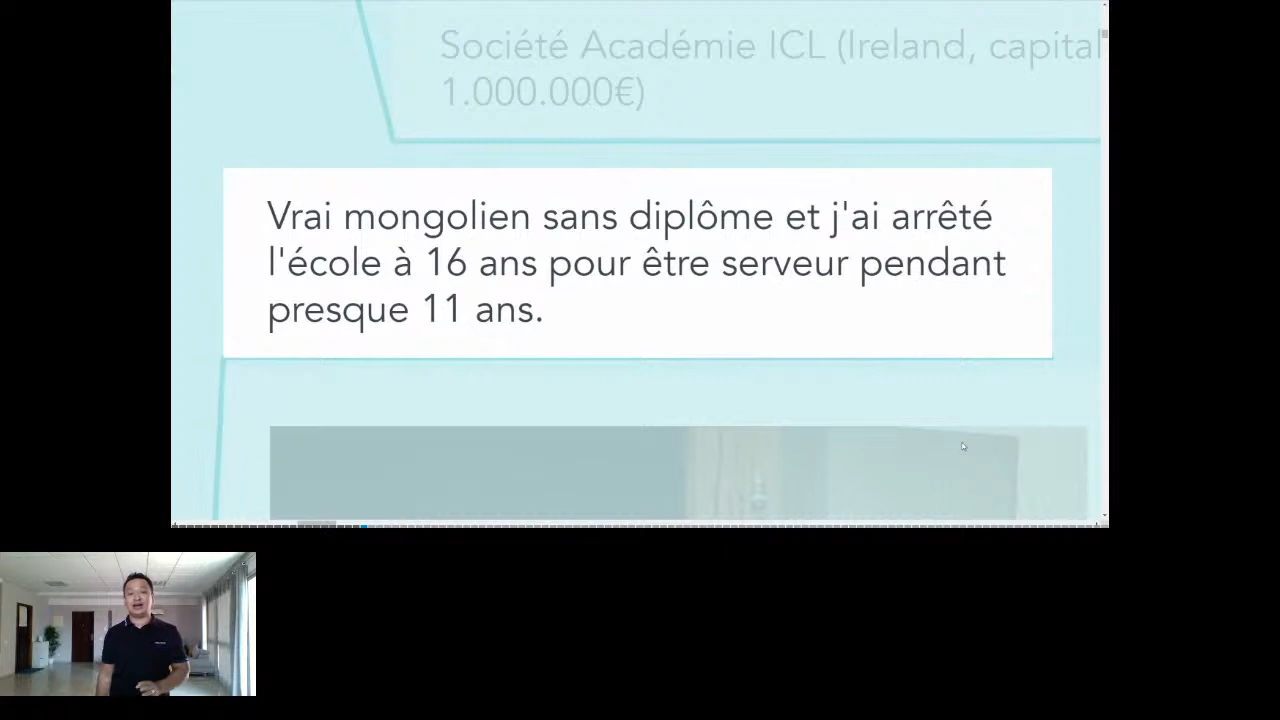 Société Académie ICL (Ireland, capital
1.000.000€)
Vrai mongolien sans diplôme et j'ai arrêté
l'école à 16 ans pour être serveur pendant
presque 11 ans.